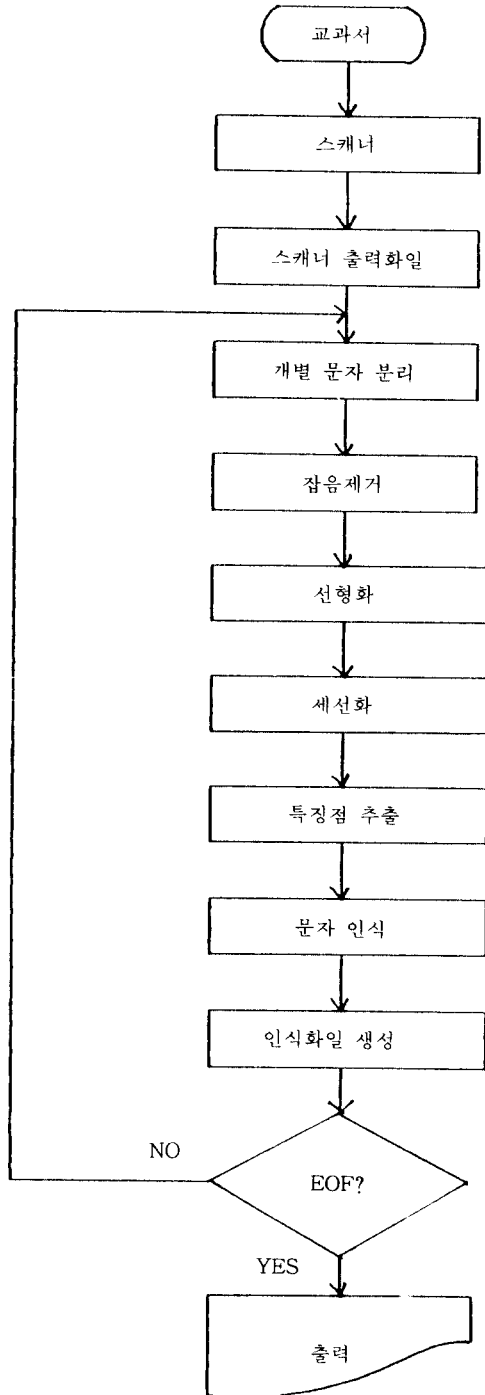 교과서
스캐너
스캐너 출력화일
개별 문자 분리
잡음제거
선형화
세선화
특징점 추출
문자 인식
인식화일 생성
NO
EOF?
YES
출력